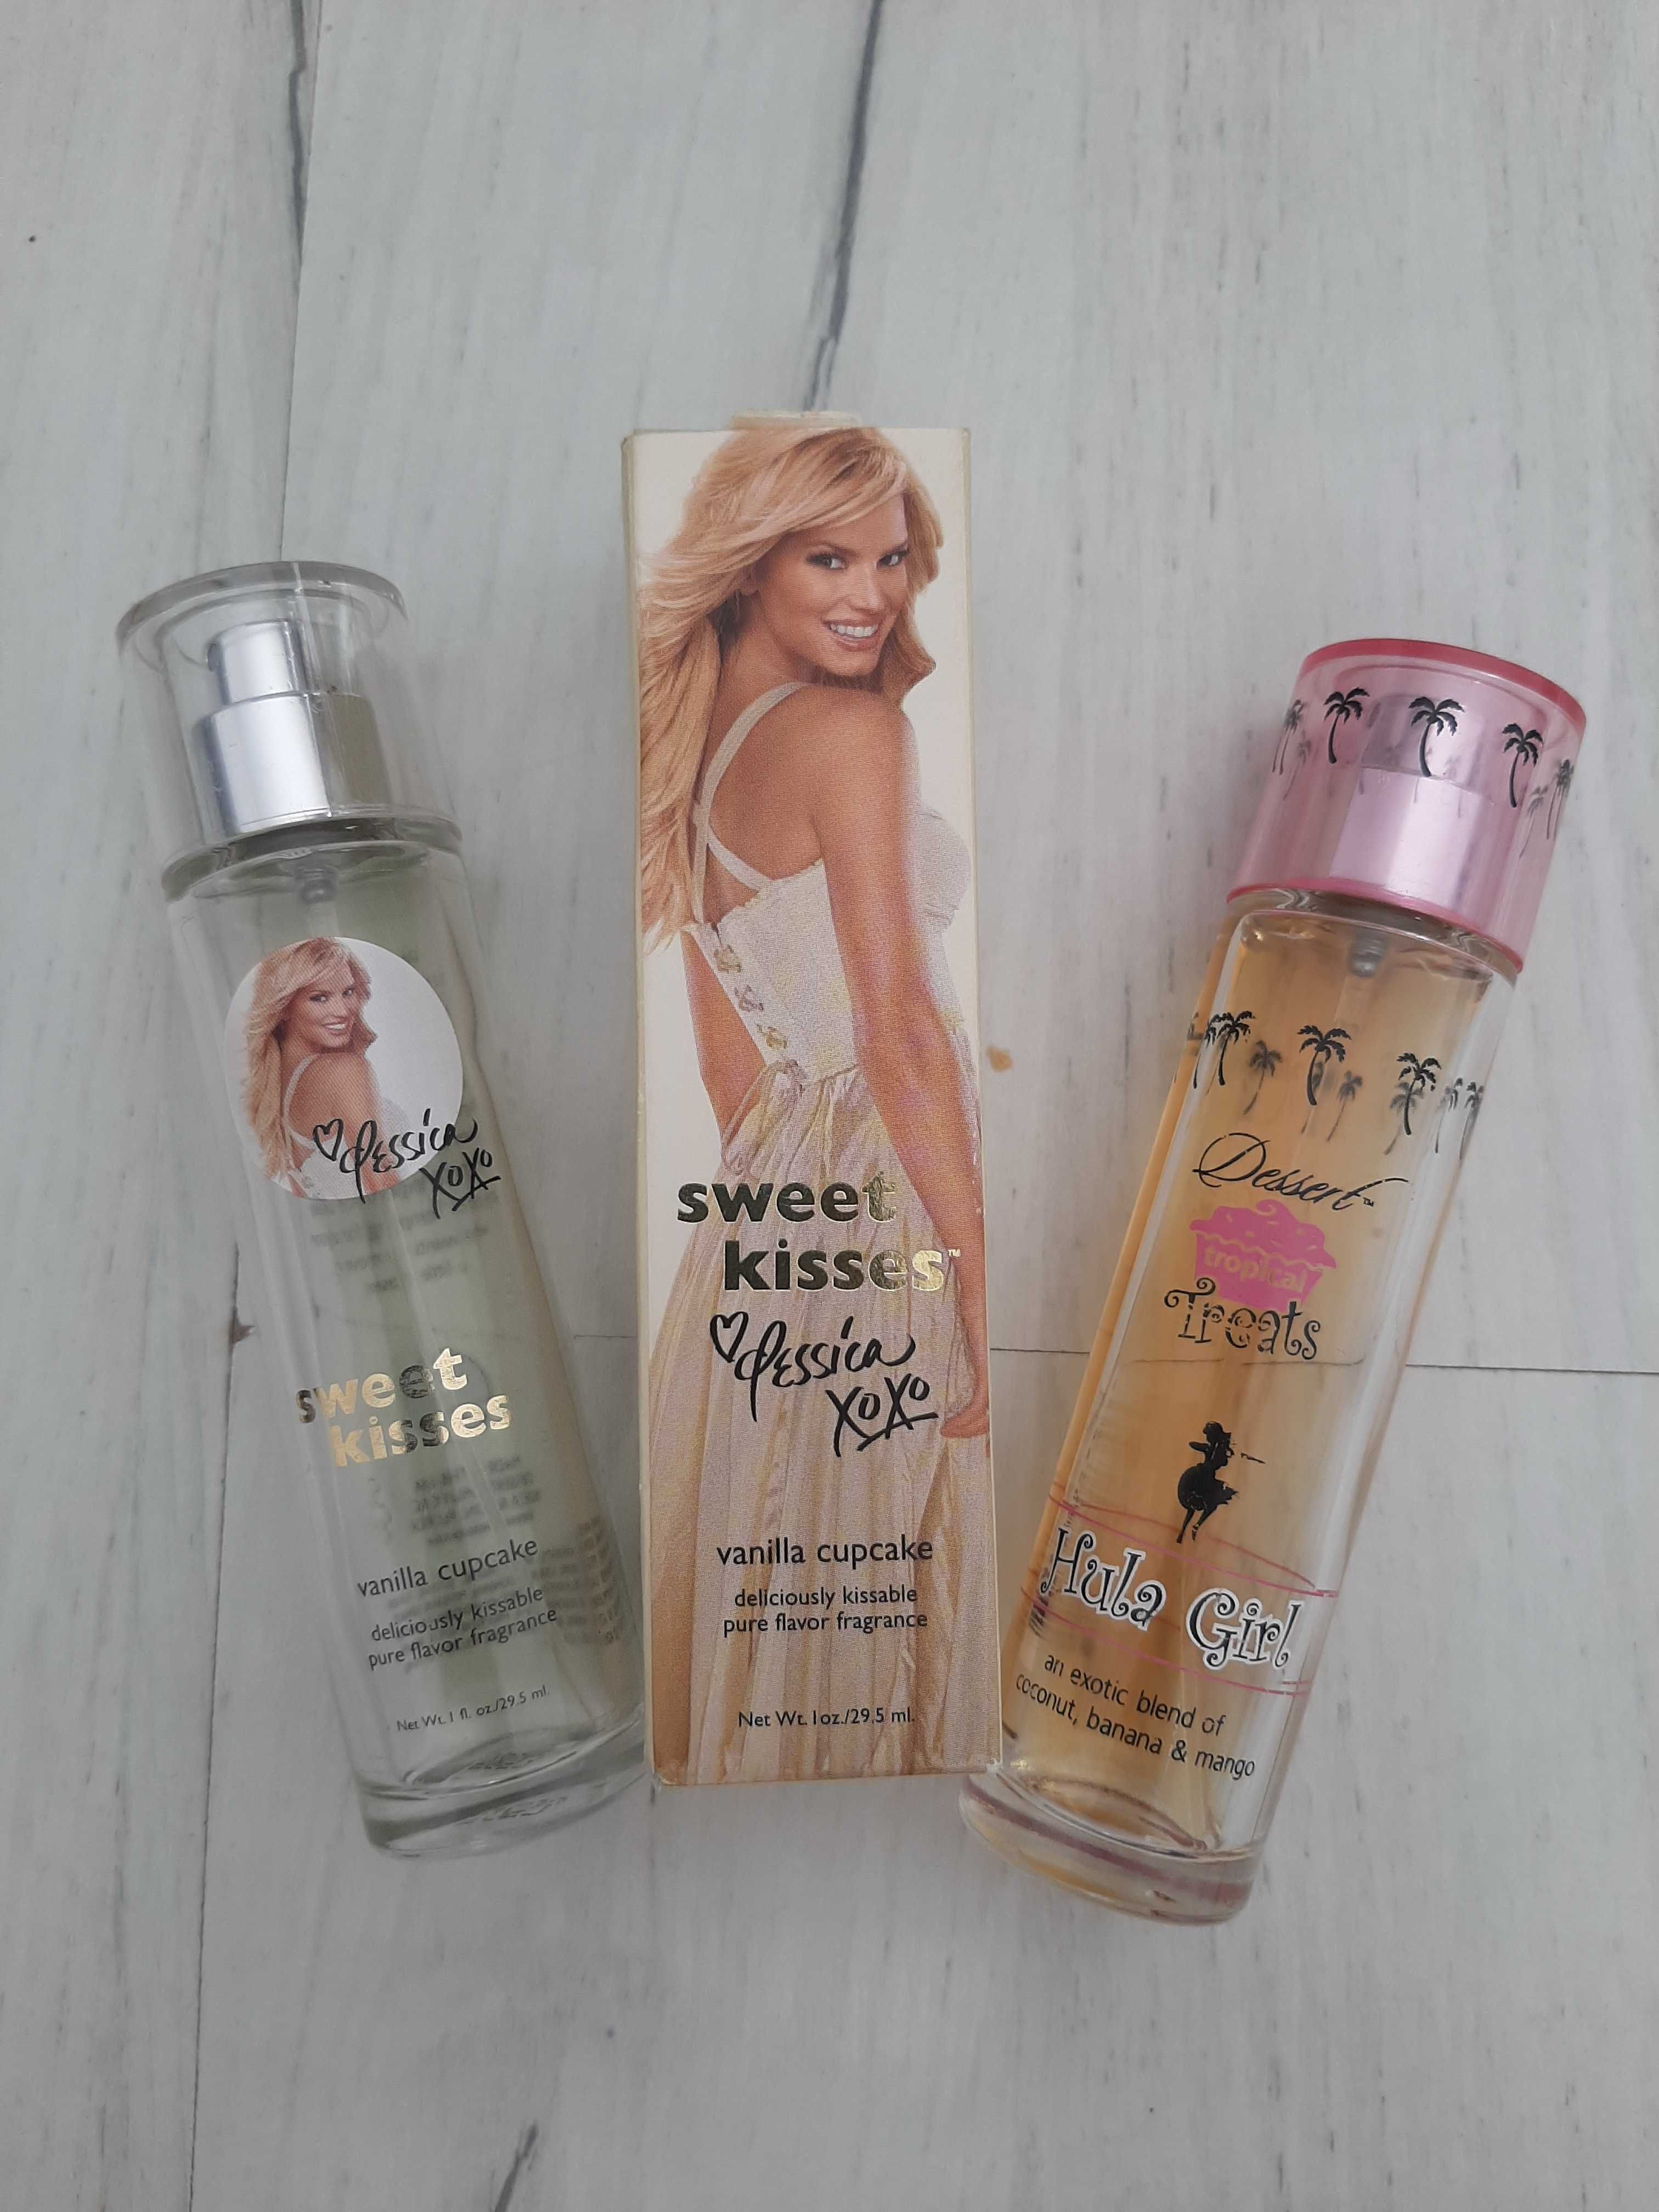 ♡ Jessica
XOXO
sweet
kisses
vanilla cupcake
deliciously kissable
pure flavor fragrance
Net Wt. 1 fl. oz./29.5 ml.
sweet
kisses™
♡ Jessica
XOXO
vanilla cupcake
deliciously kissable
pure flavor fragrance
Net Wt. 1oz./29.5 ml.
Dessert™
tropical
Treats
Hula Girl
an exotic blend of
coconut, banana & mango